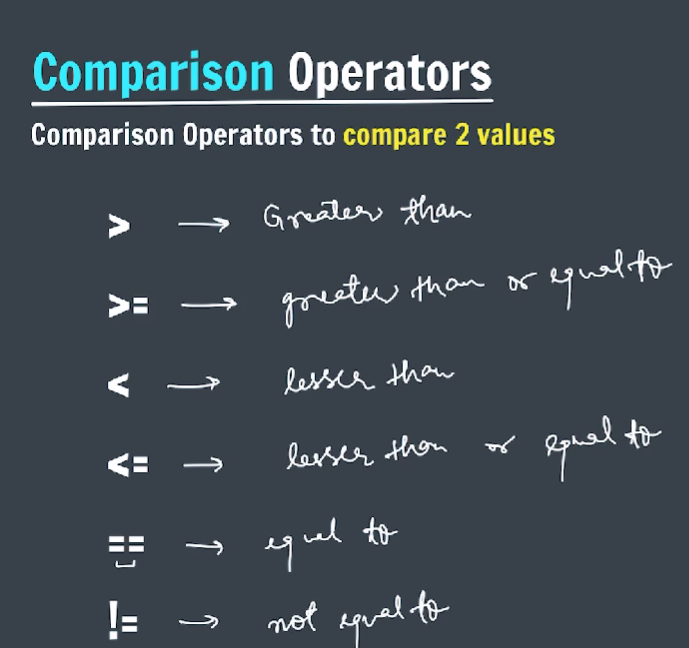 Comparison Operators
Comparison Operators to compare 2 values
> → Greater than
>= → greater than or equal to
< → lesser than
<= → lesser than or equal to
== → equal to
!= → not equal to